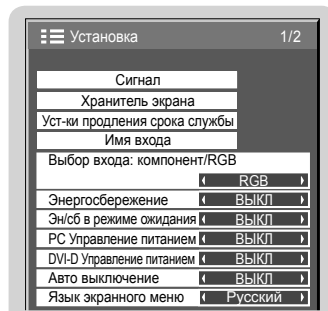 Установка 1/2
Сигнал
Хранитель экрана
Уст-ки продления срока службы
Имя входа
Выбор входа: компонент/RGB
RGB
Энергосбережение ВЫКЛ
Эн/сб в режиме ожидания ВЫКЛ
PC Управление питанием ВЫКЛ
DVI-D Управление питанием ВЫКЛ
Авто выключение ВЫКЛ
Язык экранного меню Русский